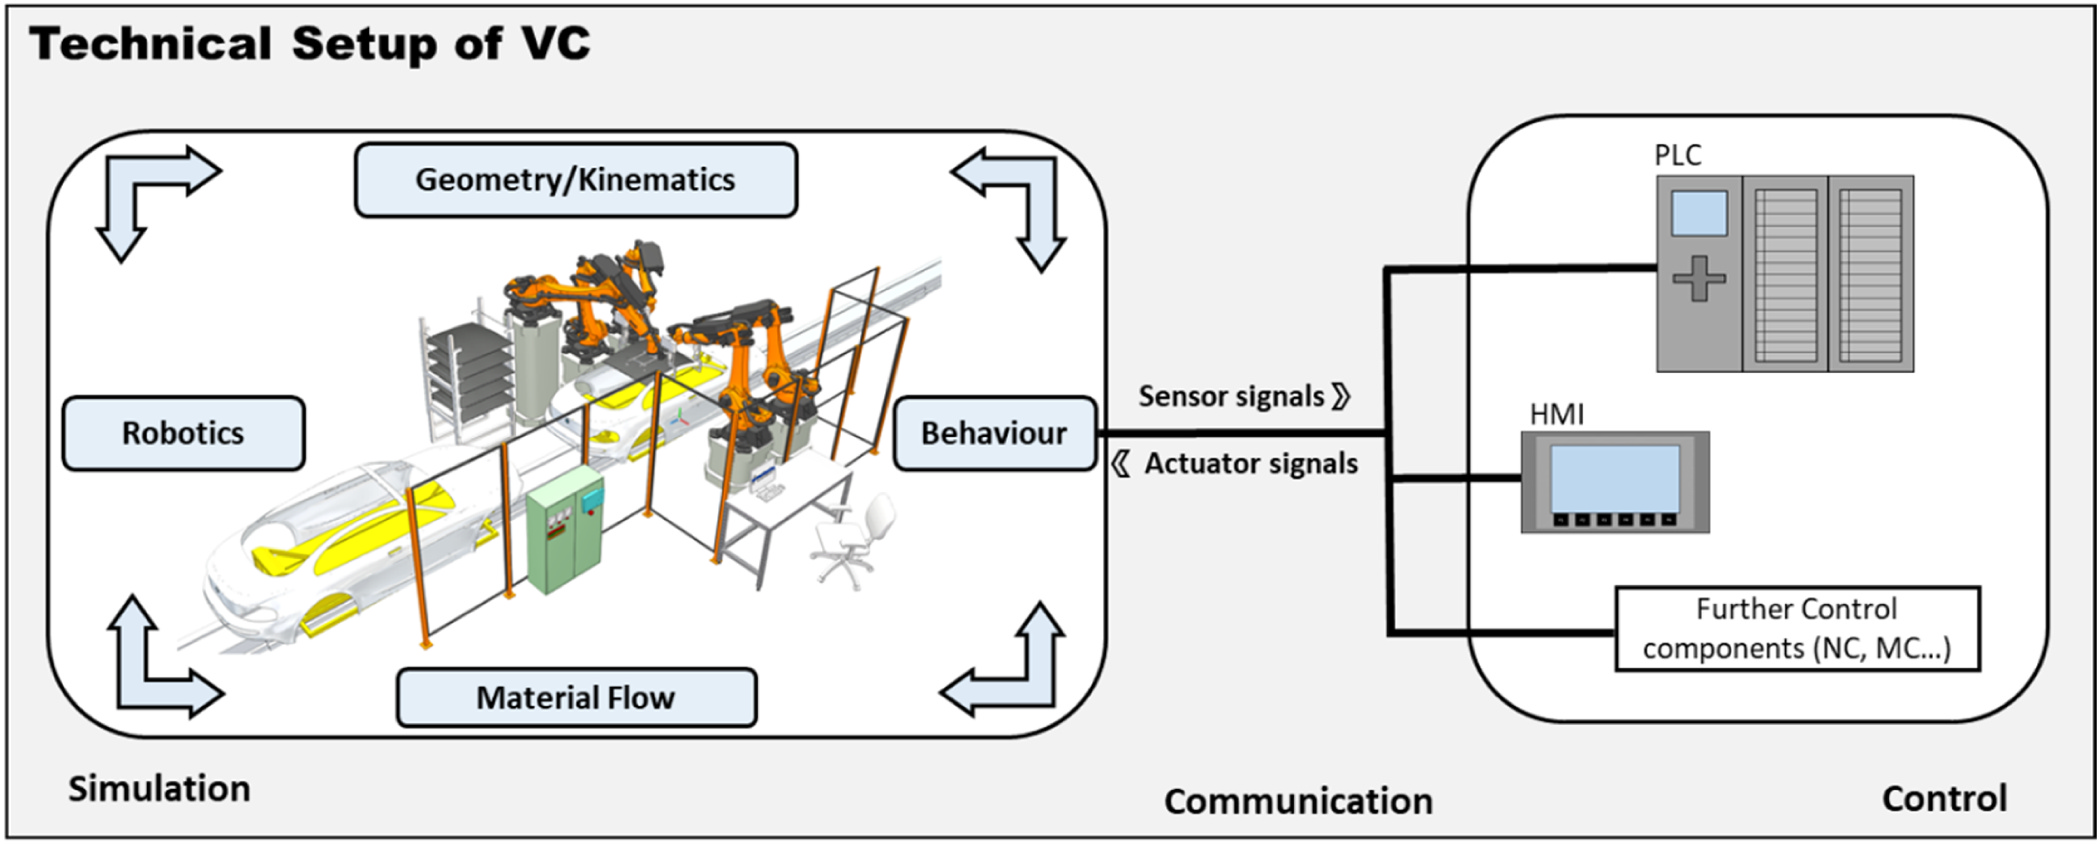 Technical Setup of VC
Geometry/Kinematics
Robotics
Behaviour
Material Flow
Simulation
Sensor signals 》
《 Actuator signals
Communication
PLC
HMI
Further Control
components (NC, MC...)
Control